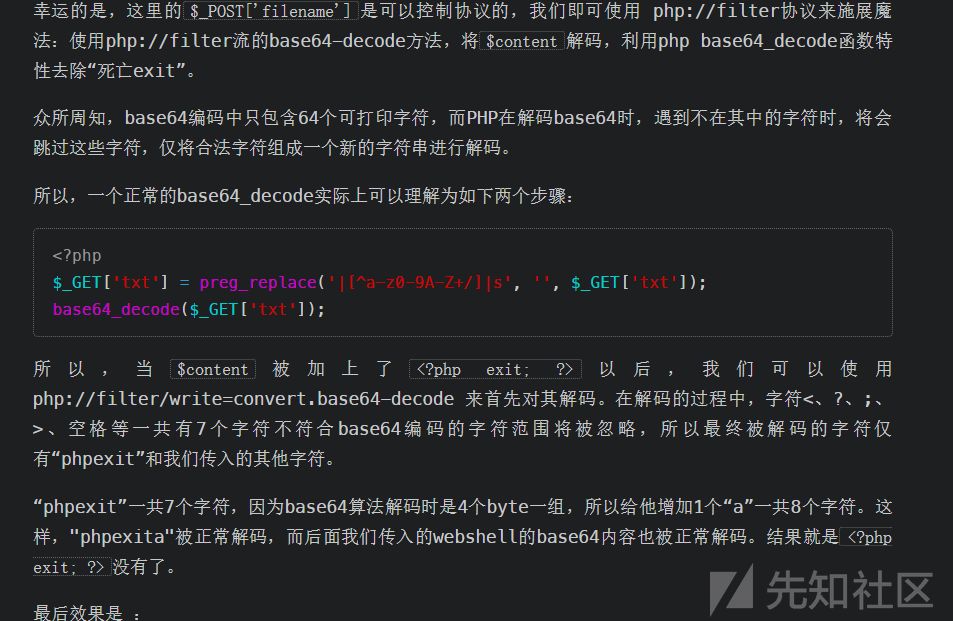 幸运的是，这里的 $_POST['filename'] 是可以控制协议的，我们即可使用 php://filter协议来施展魔
法：使用php://filter流的base64-decode方法，将 $content 解码，利用php base64_decode函数特
性去除“死亡exit”。
众所周知，base64编码中只包含64个可打印字符，而PHP在解码base64时，遇到不在其中的字符时，将会
跳过这些字符，仅将合法字符组成一个新的字符串进行解码。
所以，一个正常的base64_decode实际上可以理解为如下两个步骤：
<?php
$_GET['txt'] = preg_replace('|[^a-z0-9A-Z+/]|s', '', $_GET['txt']);
base64_decode($_GET['txt']);
所以，当 $content 被加上了 <?php exit; ?> 以后，我们可以使用
php://filter/write=convert.base64-decode 来首先对其解码。在解码的过程中，字符<、?、;、
>、空格等一共有7个字符不符合base64编码的字符范围将被忽略，所以最终被解码的字符仅
有“phpexit”和我们传入的其他字符。
“phpexit”一共7个字符，因为base64算法解码时是4个byte一组，所以给他增加1个“a”一共8个字符。这
样，"phpexita"被正常解码，而后面我们传入的webshell的base64内容也被正常解码。结果就是 <?php
exit; ?> 没有了。
最后效果是 ：
先知社区